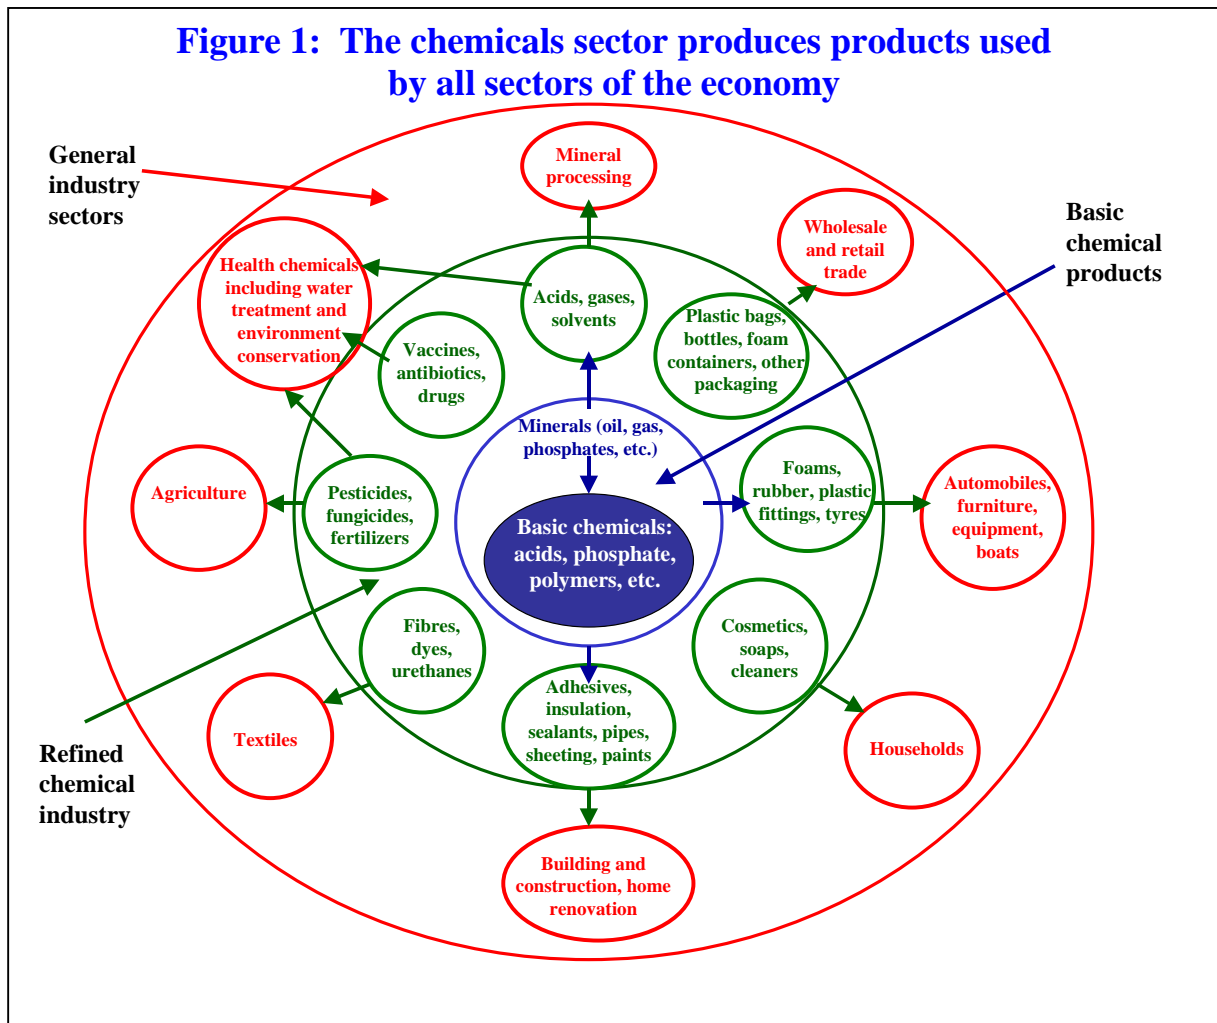 Figure 1: The chemicals sector produces products used
by all sectors of the economy
General
industry
sectors
Mineral
processing
Wholesale
and retail
trade
Basic
chemical
products
Health chemicals
including water
treatment and
environment
conservation
Acids, gases,
solvents
Plastic bags,
bottles, foam
containers, other
packaging
Vaccines,
antibiotics,
drugs
Minerals (oil, gas,
phosphates, etc.)
Foams,
rubber, plastic
fittings, tyres
Automobiles,
furniture,
equipment,
boats
Agriculture
Pesticides,
fungicides,
fertilizers
Basic chemicals:
acids, phosphate,
polymers, etc.
Fibres,
dyes,
urethanes
Cosmetics,
soaps,
cleaners
Adhesives,
insulation,
sealants, pipes,
sheeting, paints
Textiles
Households
Refined
chemical
industry
Building and
construction, home
renovation